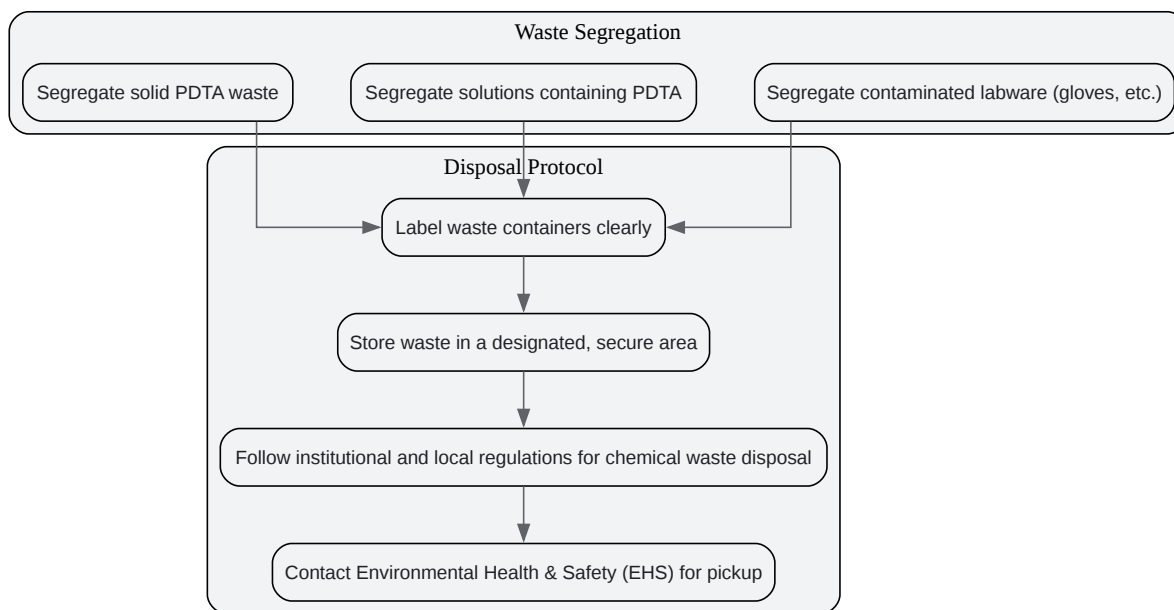 Waste Segregation
Segregate solid PDTA waste
Segregate solutions containing PDTA
Segregate contaminated labware (gloves, etc.)
Disposal Protocol
Label waste containers clearly
Store waste in a designated, secure area
Follow institutional and local regulations for chemical waste disposal
Contact Environmental Health & Safety (EHS) for pickup